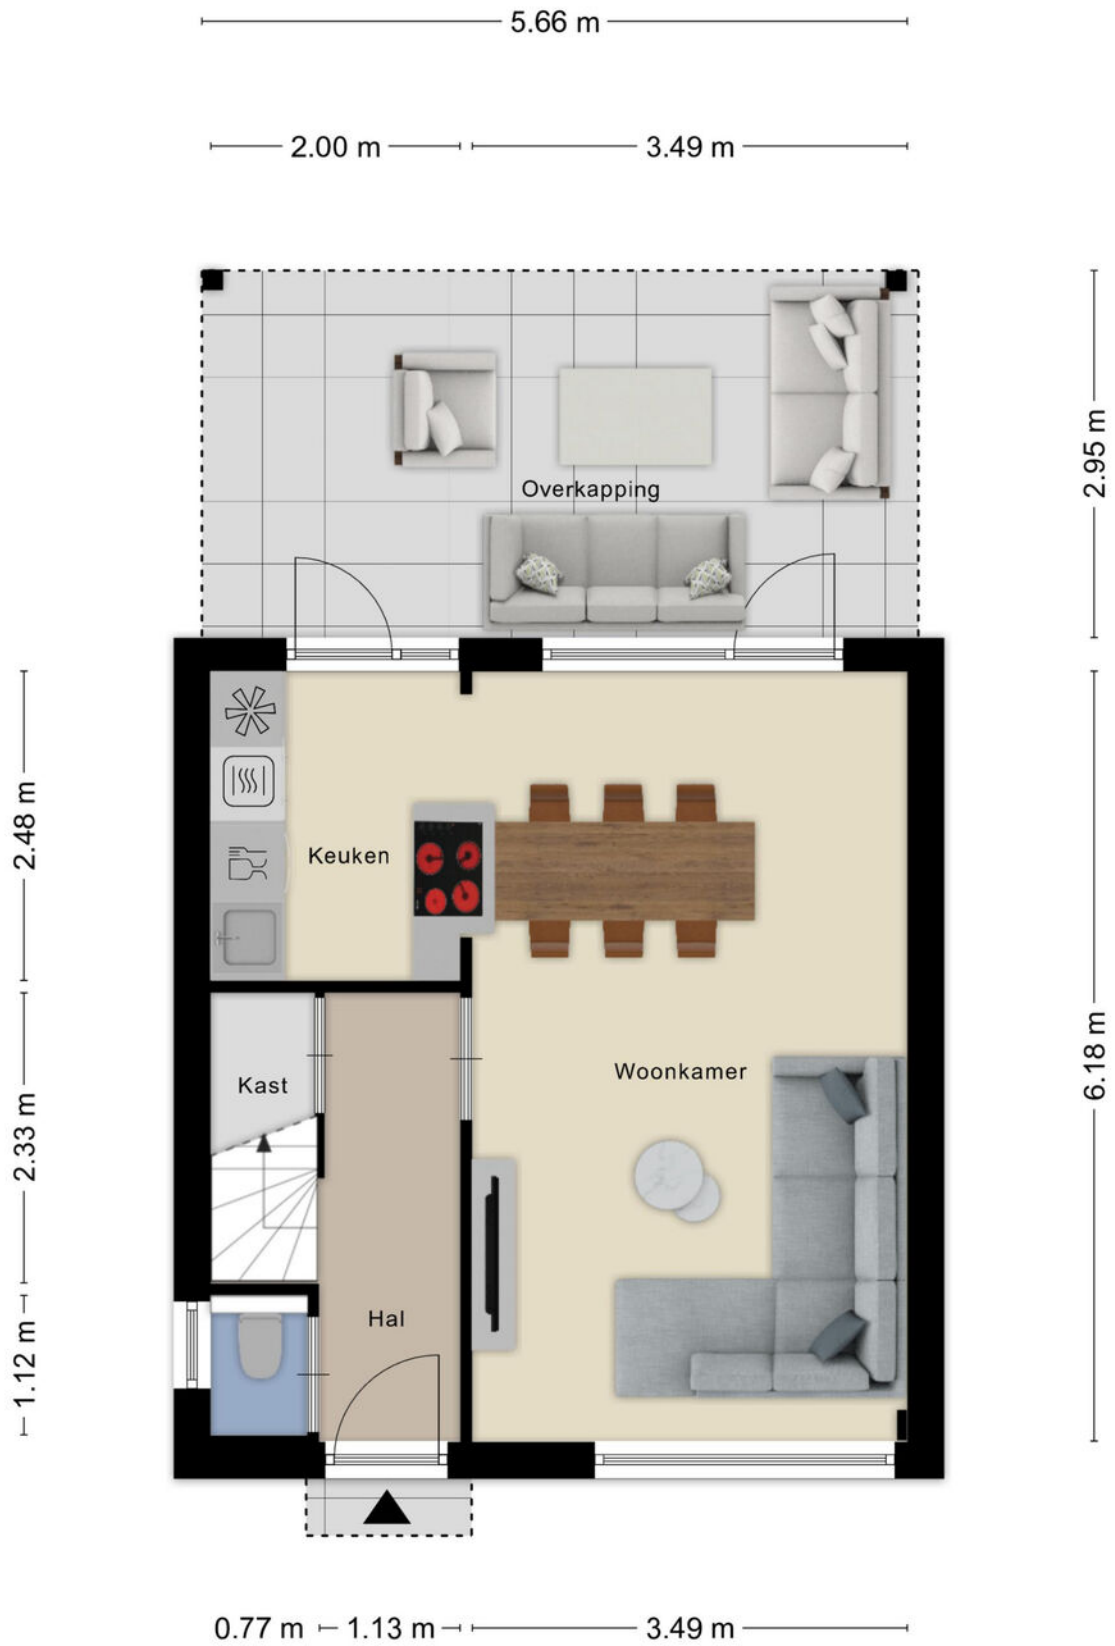 5.66 m
2.00 m
3.49 m
2.95 m
Overkapping
2.48 m
Keuken
6.18 m
Woonkamer
Kast
2.33 m
Hal
1.12 m
0.77 m
1.13 m
3.49 m